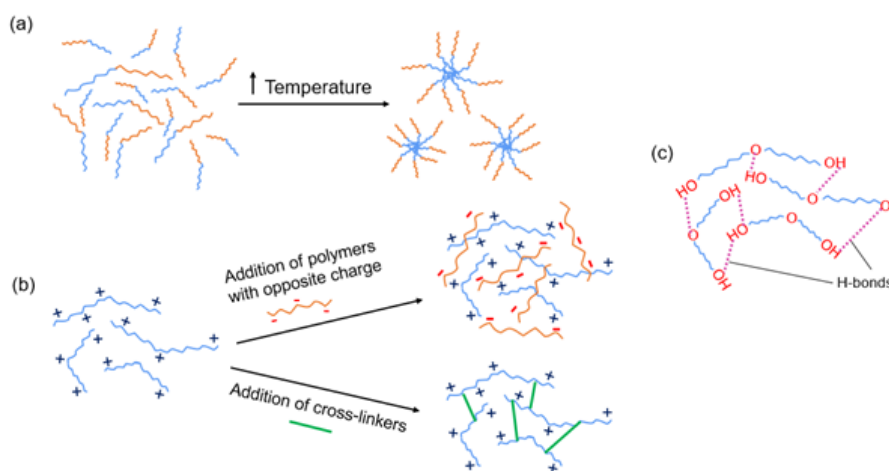 (a)
Temperature
(b)
Addition of polymers
with opposite charge
Addition of cross-linkers
(c)
O
OH
HO
HO
OH
O
O
O
HO
O
OH
OH
H-bonds